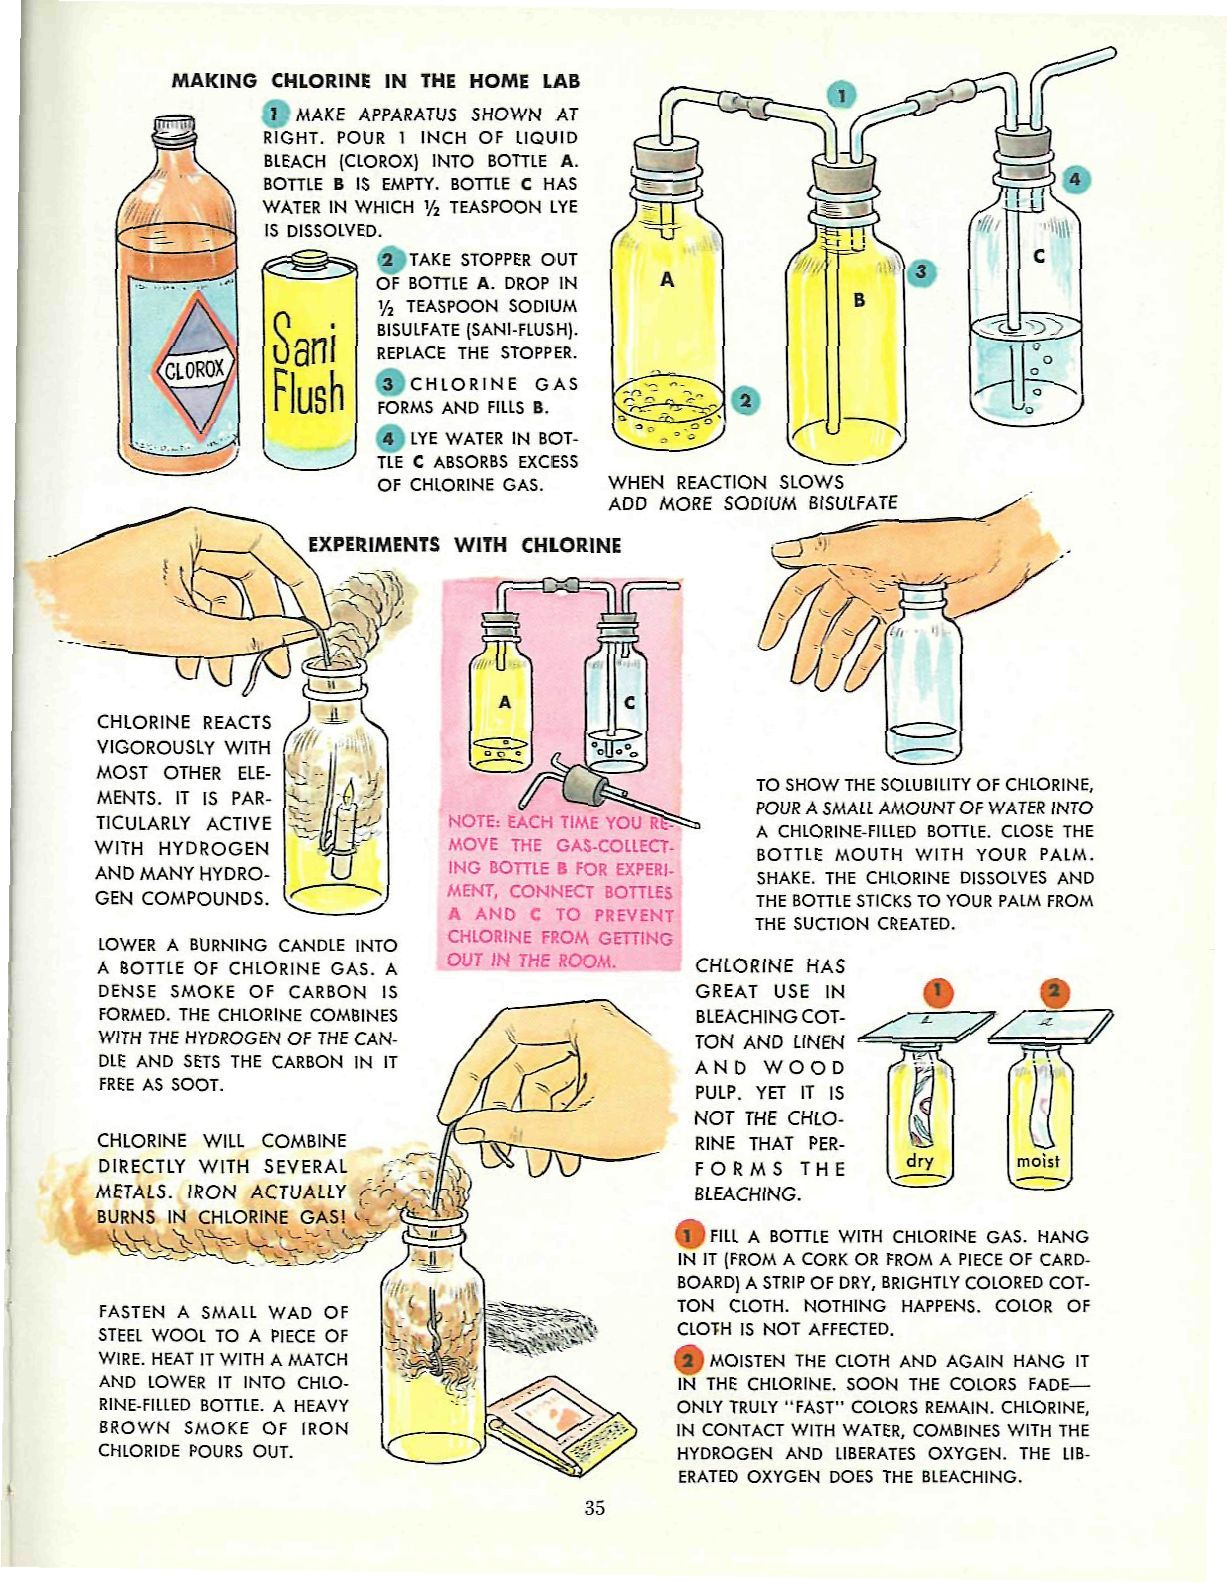 MAKING CHLORINE IN THE HOME LAB
1 MAKE APPARATUS SHOWN AT
RIGHT. POUR 1 INCH OF LIQUID
BLEACH (CLOROX) INTO BOTTLE A.
BOTTLE B IS EMPTY. BOTTLE C HAS
WATER IN WHICH ½ TEASPOON LYE
IS DISSOLVED.
2 TAKE STOPPER OUT
OF BOTTLE A. DROP IN
½ TEASPOON SODIUM
BISULFATE (SANI-FLUSH).
REPLACE THE STOPPER.
3 CHLORINE GAS
FORMS AND FILLS B.
4 LYE WATER IN BOT-
TLE C ABSORBS EXCESS
OF CHLORINE GAS.
CLOROX
Sani
Flush
1
A
2
B
3
C
4
WHEN REACTION SLOWS
ADD MORE SODIUM BISULFATE
EXPERIMENTS WITH CHLORINE
CHLORINE REACTS
VIGOROUSLY WITH
MOST OTHER ELE-
MENTS. IT IS PAR-
TICULARLY ACTIVE
WITH HYDROGEN
AND MANY HYDRO-
GEN COMPOUNDS.
LOWER A BURNING CANDLE INTO
A BOTTLE OF CHLORINE GAS. A
DENSE SMOKE OF CARBON IS
FORMED. THE CHLORINE COMBINES
WITH THE HYDROGEN OF THE CAN-
DLE AND SETS THE CARBON IN IT
FREE AS SOOT.
A
C
NOTE: EACH TIME YOU RE-
MOVE THE GAS-COLLECT-
ING BOTTLE B FOR EXPERI-
MENT, CONNECT BOTTLES
A AND C TO PREVENT
CHLORINE FROM GETTING
OUT IN THE ROOM.
TO SHOW THE SOLUBILITY OF CHLORINE,
POUR A SMALL AMOUNT OF WATER INTO
A CHLORINE-FILLED BOTTLE. CLOSE THE
BOTTLE MOUTH WITH YOUR PALM.
SHAKE. THE CHLORINE DISSOLVES AND
THE BOTTLE STICKS TO YOUR PALM FROM
THE SUCTION CREATED.
CHLORINE WILL COMBINE
DIRECTLY WITH SEVERAL
METALS. IRON ACTUALLY
BURNS IN CHLORINE GAS!
FASTEN A SMALL WAD OF
STEEL WOOL TO A PIECE OF
WIRE. HEAT IT WITH A MATCH
AND LOWER IT INTO CHLO-
RINE-FILLED BOTTLE. A HEAVY
BROWN SMOKE OF IRON
CHLORIDE POURS OUT.
CHLORINE HAS
GREAT USE IN
BLEACHING COT-
TON AND LINEN
AND WOOD
PULP. YET IT IS
NOT THE CHLO-
RINE THAT PER-
FORMS THE
BLEACHING.
1
2
dry
moist
1 FILL A BOTTLE WITH CHLORINE GAS. HANG
IN IT (FROM A CORK OR FROM A PIECE OF CARD-
BOARD) A STRIP OF DRY, BRIGHTLY COLORED COT-
TON CLOTH. NOTHING HAPPENS. COLOR OF
CLOTH IS NOT AFFECTED.
2 MOISTEN THE CLOTH AND AGAIN HANG IT
IN THE CHLORINE. SOON THE COLORS FADE—
ONLY TRULY "FAST" COLORS REMAIN. CHLORINE,
IN CONTACT WITH WATER, COMBINES WITH THE
HYDROGEN AND LIBERATES OXYGEN. THE LIB-
ERATED OXYGEN DOES THE BLEACHING.
35